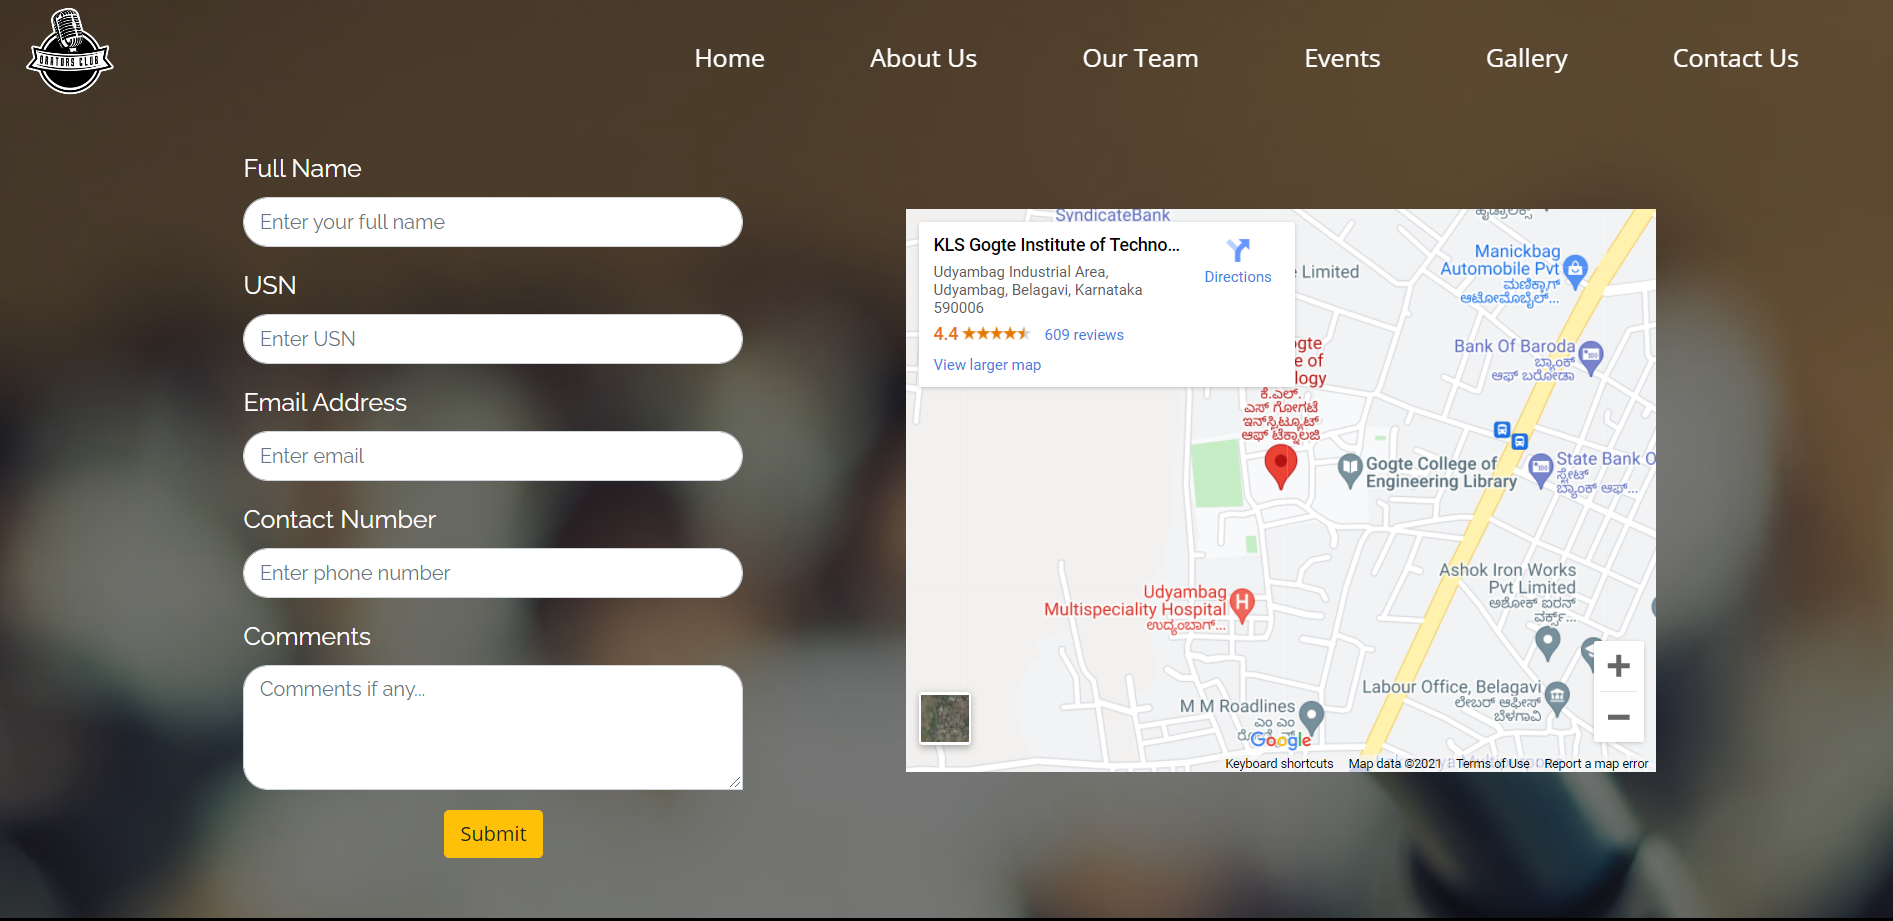 ORATORS CLUB
Home
About Us
Our Team
Events
Gallery
Contact Us
Full Name
Enter your full name
USN
Enter USN
Email Address
Enter email
Contact Number
Enter phone number
Comments
Comments if any...
Submit
SyndicateBank
KLS Gogte Institute of Techno...
Udyambag Industrial Area,
Udyambag, Belagavi, Karnataka
590006
4.4
609 reviews
View larger map
Directions
Limited
Manickbag
Automobile Pvt
ಮಣಿಕ್ಬಾಗ್
ಆಟೋಮೊಬೈಲ್...
Bank Of Baroda
ಬ್ಯಾಂಕ್
ಆಫ್ ಬರೋಡಾ
ogte
e of
logy
ಕೆ.ಎಲ್.
ಎಸ್ ಗೋಗಟೆ
ಇನ್‌ಸ್ಟಿಟ್ಯೂಟ್
ಆಫ್ ಟೆಕ್ನಾಲಜಿ
Gogte College of
Engineering Library
State Bank O
ಸ್ಟೇಟ್
ಬ್ಯಾಂಕ್ ಆಫ್...
Ashok Iron Works
Pvt Limited
ಅಶೋಕ್ ಐರನ್
ವರ್ಕ್ಸ್...
Udyambag
Multispeciality Hospital
ಉದ್ಯಂಬಾಗ್...
Labour Office, Belagavi
ಲೇಬರ್ ಆಫೀಸ್
ಬೆಳಗಾವಿ
M M Roadlines
ಎಂ ಎಂ
Google
Keyboard shortcuts
Map data ©2021
Terms of Use
Report a map error